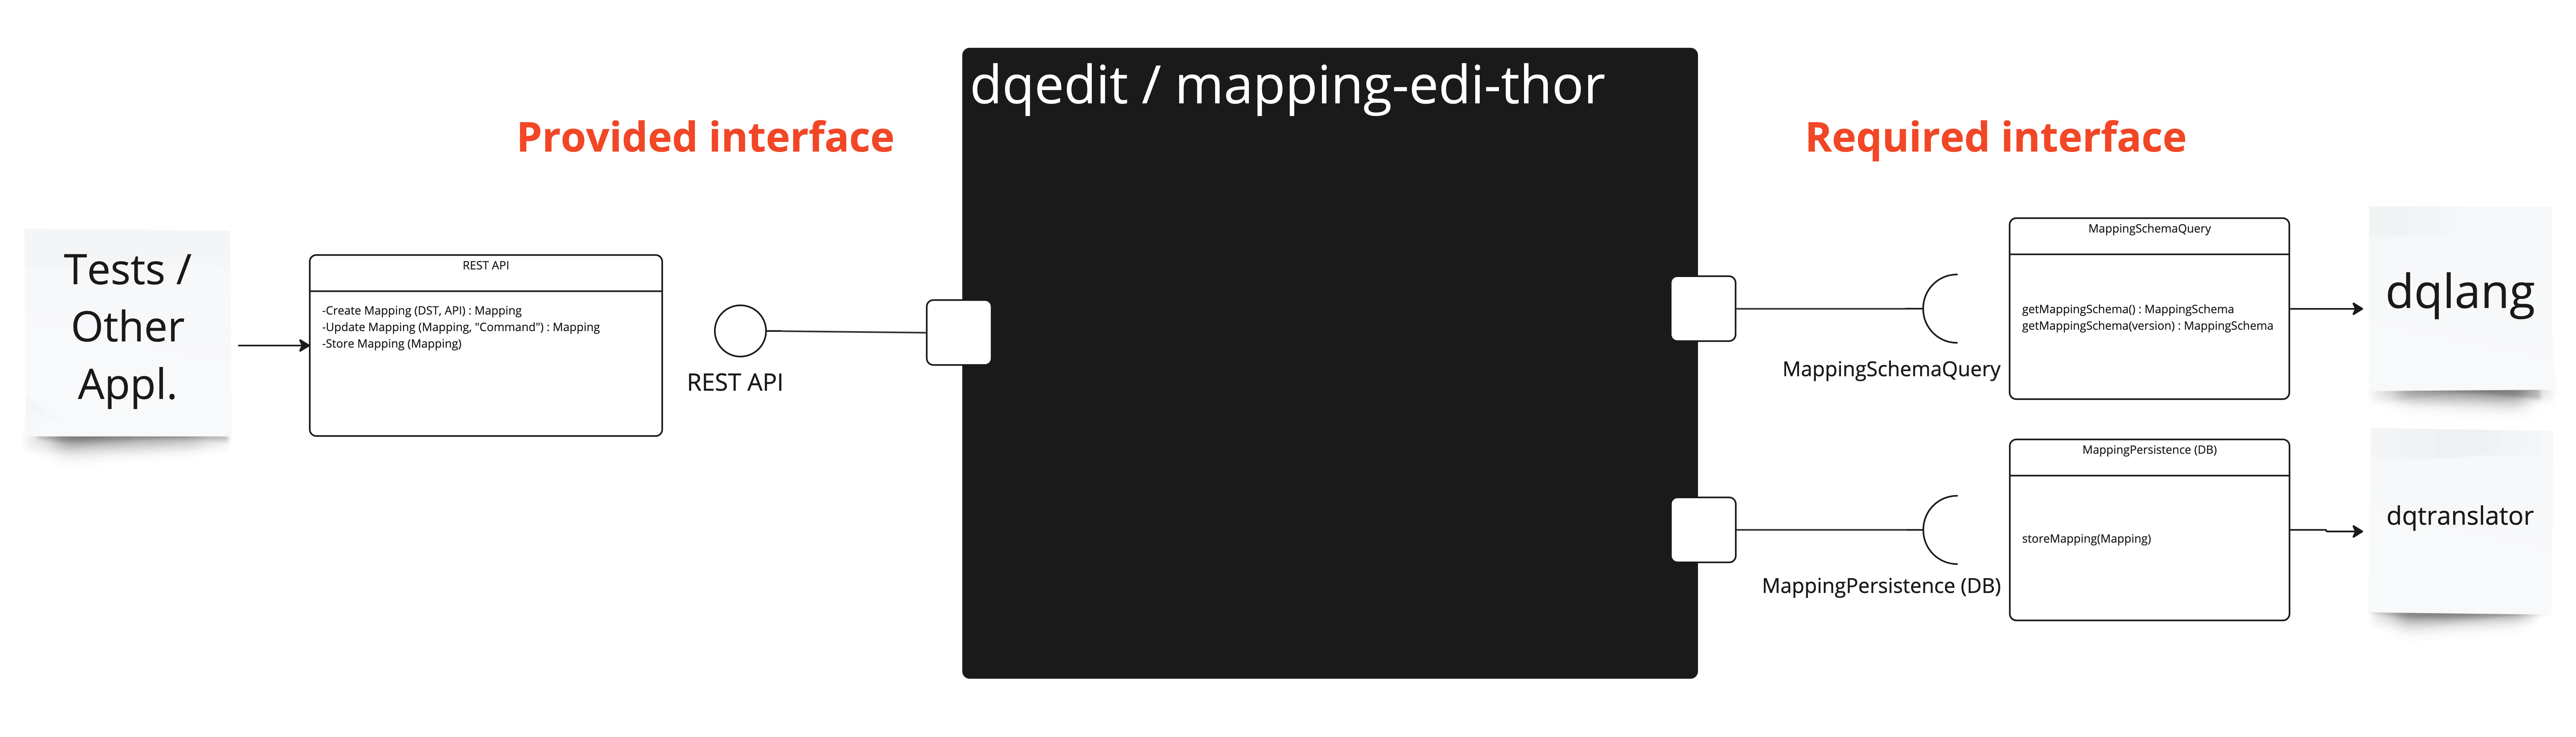 dqedit / mapping-edi-thor
Provided interface
Required interface
Tests /
Other
Appl.
REST API
-Create Mapping (DST, API) : Mapping
-Update Mapping (Mapping, "Command") : Mapping
-Store Mapping (Mapping)
REST API
MappingSchemaQuery
MappingSchemaQuery
getMappingSchema() : MappingSchema
getMappingSchema(version) : MappingSchema
dqlang
MappingPersistence (DB)
MappingPersistence (DB)
storeMapping(Mapping)
dqtranslator